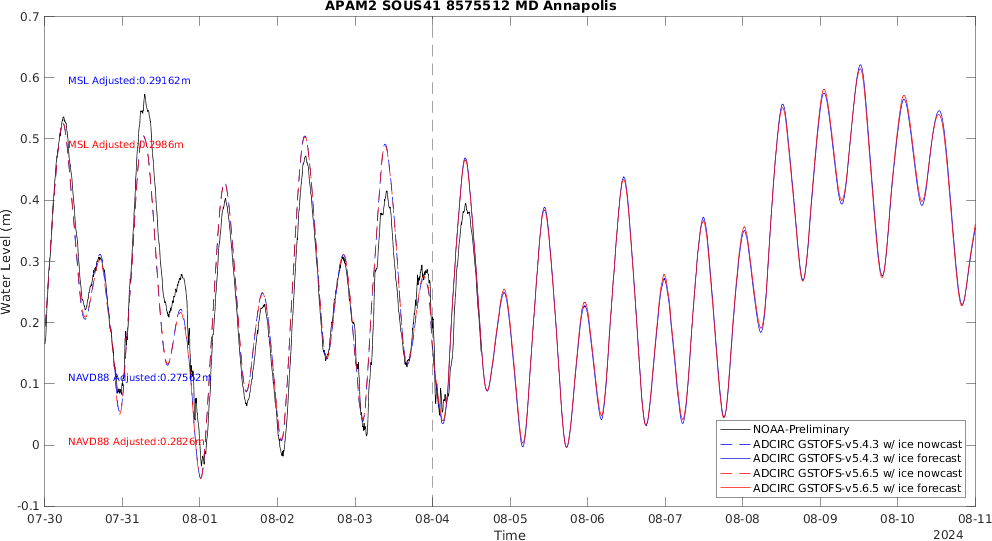 APAM2 SOUS41 8575512 MD Annapolis
0.7
0.6
0.5
0.4
0.3
0.2
0.1
0
-0.1
Water Level (m)
MSL Adjusted:0.29162m
MSL Adjusted:0.2986m
NAVD88 Adjusted:0.27562m
NAVD88 Adjusted:0.2826m
NOAA-Preliminary
ADCIRC GSTOFS-v5.4.3 w/ ice nowcast
ADCIRC GSTOFS-v5.4.3 w/ ice forecast
ADCIRC GSTOFS-v5.6.5 w/ ice nowcast
ADCIRC GSTOFS-v5.6.5 w/ ice forecast
07-30 07-31 08-01 08-02 08-03 08-04 08-05 08-06 08-07 08-08 08-09 08-10 08-11
Time
2024